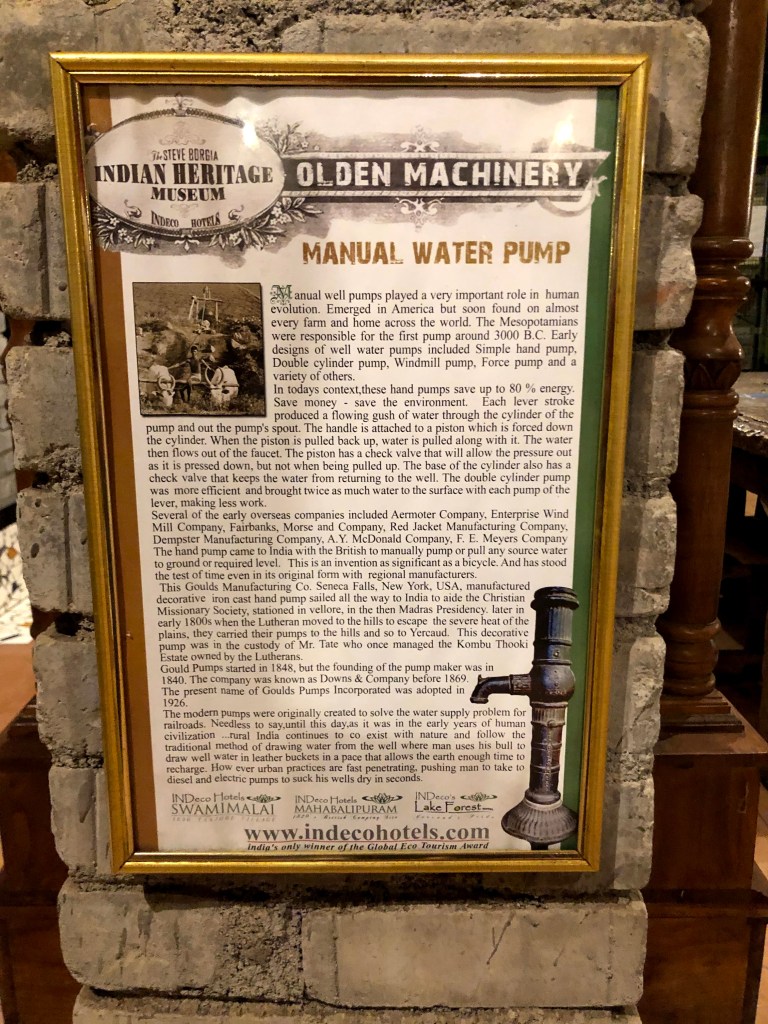 The STEVE BORGIA
INDIAN HERITAGE
MUSEUM
INDECO HOTELS
OLDEN MACHINERY
MANUAL WATER PUMP
Manual well pumps played a very important role in human
evolution. Emerged in America but soon found on almost
every farm and home across the world. The Mesopotamians
were responsible for the first pump around 3000 B.C. Early
designs of well water pumps included Simple hand pump,
Double cylinder pump, Windmill pump, Force pump and a
variety of others.
In todays context,these hand pumps save up to 80 % energy.
Save money - save the environment. Each lever stroke
produced a flowing gush of water through the cylinder of the
pump and out the pump's spout. The handle is attached to a piston which is forced down
the cylinder. When the piston is pulled back up, water is pulled along with it. The water
then flows out of the faucet. The piston has a check valve that will allow the pressure out
as it is pressed down, but not when being pulled up. The base of the cylinder also has a
check valve that keeps the water from returning to the well. The double cylinder pump
was more efficient and brought twice as much water to the surface with each pump of the
lever, making less work.
Several of the early overseas companies included Aermoter Company, Enterprise Wind
Mill Company, Fairbanks, Morse and Company, Red Jacket Manufacturing Company,
Dempster Manufacturing Company, A.Y. McDonald Company, F. E. Meyers Company
The hand pump came to India with the British to manually pump or pull any source water
to ground or required level. This is an invention as significant as a bicycle. And has stood
the test of time even in its original form with regional manufacturers.
This Goulds Manufacturing Co. Seneca Falls, New York, USA, manufactured
decorative iron cast hand pump sailed all the way to India to aide the Christian
Missionary Society, stationed in vellore, in the then Madras Presidency. later in
early 1800s when the Lutheran moved to the hills to escape the severe heat of the
plains, they carried their pumps to the hills and so to Yercaud. This decorative
pump was in the custody of Mr. Tate who once managed the Kombu Thooki
Estate owned by the Lutherans.
Gould Pumps started in 1848, but the founding of the pump maker was in
1840. The company was known as Downs & Company before 1869.
The present name of Goulds Pumps Incorporated was adopted in
1926.
The modern pumps were originally created to solve the water supply problem for
railroads. Needless to say,until this day,as it was in the early years of human
civilization ...rural India continues to co exist with nature and follow the
traditional method of drawing water from the well where man uses his bull to
draw well water in leather buckets in a pace that allows the earth enough time to
recharge. How ever urban practices are fast penetrating, pushing man to take to
diesel and electric pumps to suck his wells dry in seconds.
INDeco Hotels
SWAMIMALAI
INDeco Hotels
MAHABALIPURAM
INDeco's
Lake Forest
www.indecohotels.com
india's only winner of the Global Eco Tourism Award